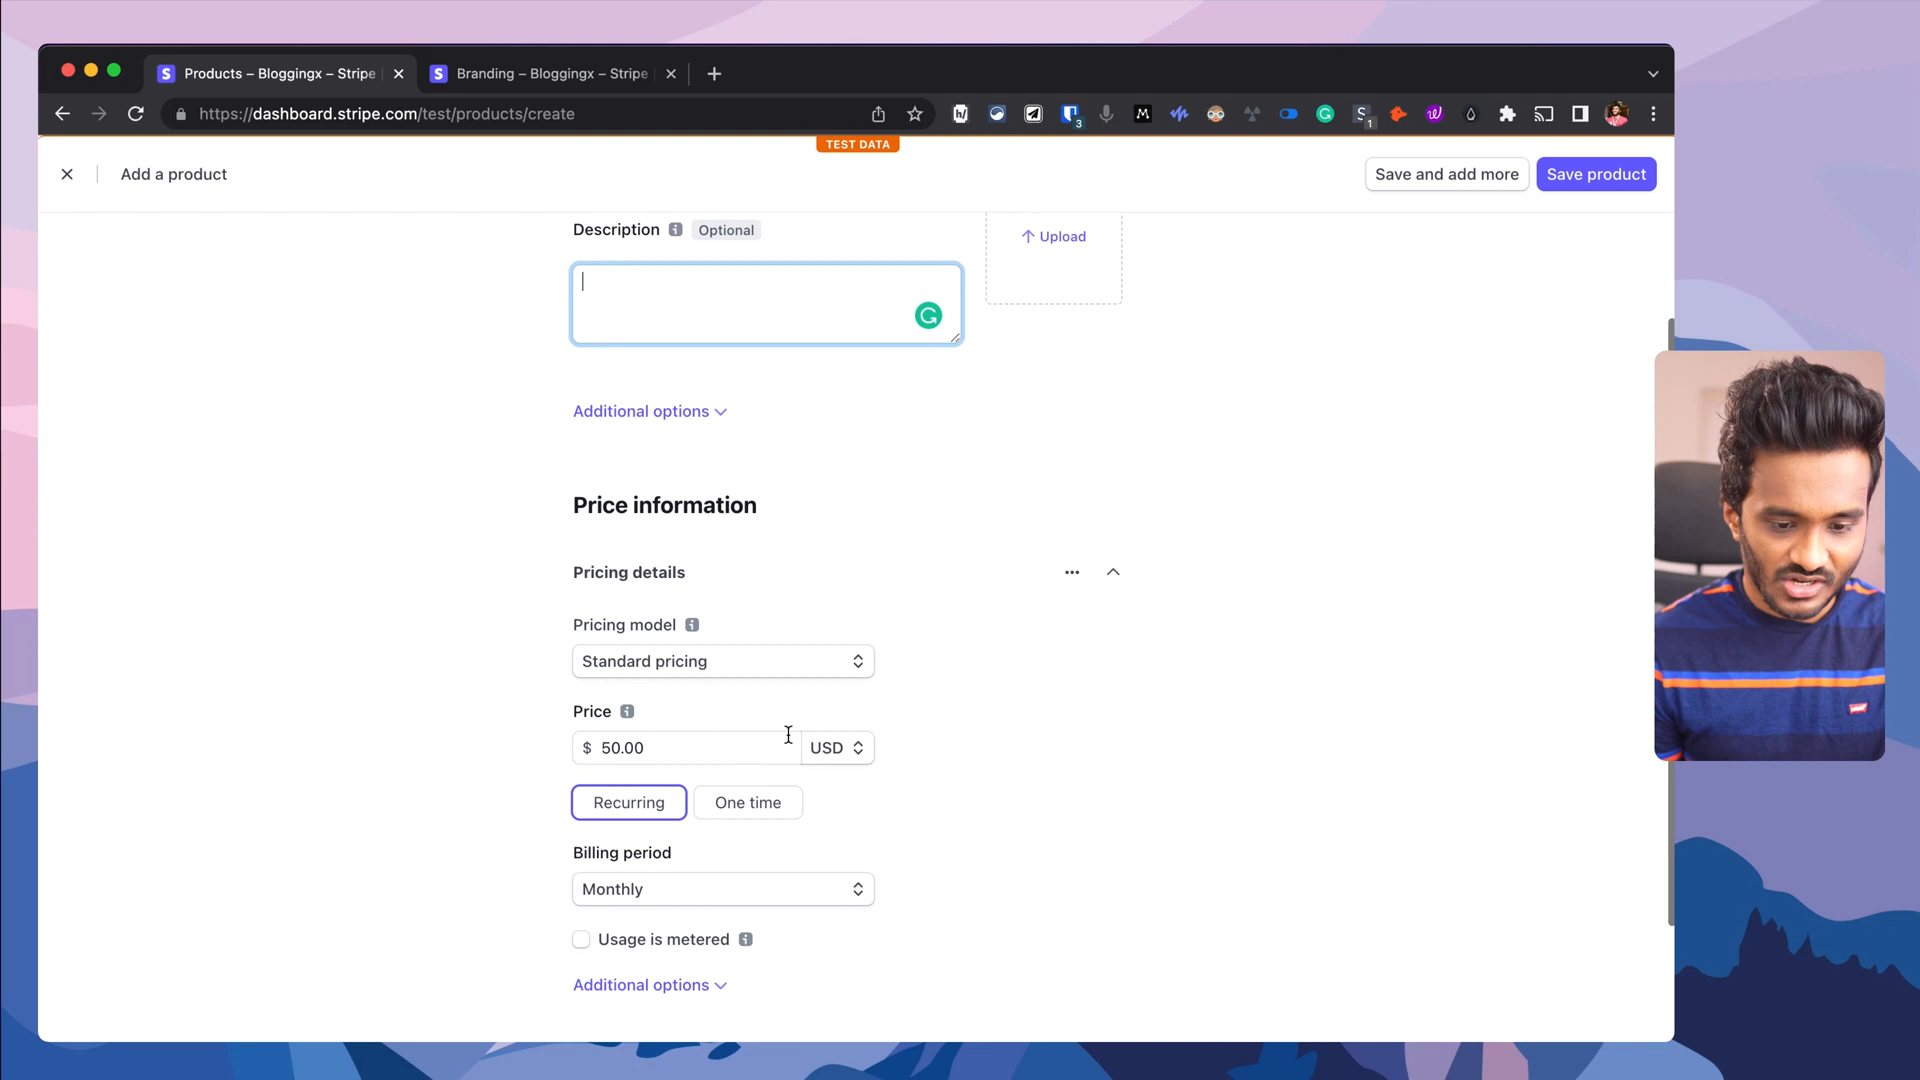 Products – Bloggingx – Stripe
Branding – Bloggingx – Stripe
https://dashboard.stripe.com/test/products/create
3
1
TEST DATA
Add a product
Save and add more
Save product
Description
Optional
Upload
Additional options
Price information
Pricing details
Pricing model
Standard pricing
Price
$ 50.00
USD
Recurring
One time
Billing period
Monthly
Usage is metered
Additional options